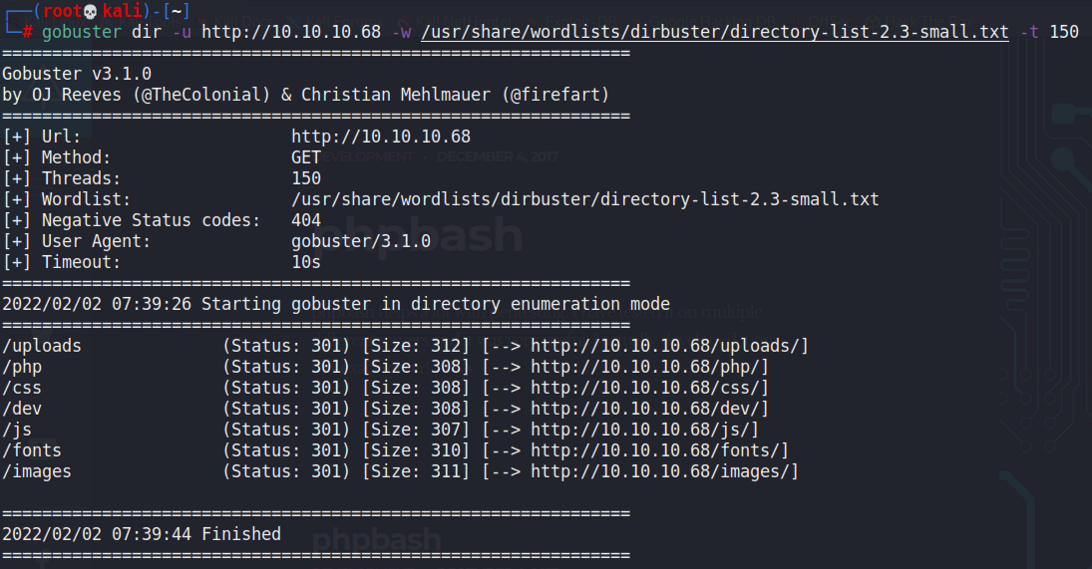 ┌──(root💀kali)-[~]
└─# gobuster dir -u http://10.10.10.68 -w /usr/share/wordlists/dirbuster/directory-list-2.3-small.txt -t 150
===============================================================
Gobuster v3.1.0
by OJ Reeves (@TheColonial) & Christian Mehlmauer (@firefart)
===============================================================
[+] Url:                     http://10.10.10.68
[+] Method:                  GET
DEVELOPMENT • DECEMBER 4, 2017
[+] Threads:                 150
[+] Wordlist:                /usr/share/wordlists/dirbuster/directory-list-2.3-small.txt
[+] Negative Status codes:   404
phpbash
[+] User Agent:              gobuster/3.1.0
[+] Timeout:                 10s
===============================================================
2022/02/02 07:39:26 Starting gobuster in directory enumeration mode
===============================================================
/uploads              (Status: 301) [Size: 312] [--> http://10.10.10.68/uploads/]
/php                  (Status: 301) [Size: 308] [--> http://10.10.10.68/php/]
/css                  (Status: 301) [Size: 308] [--> http://10.10.10.68/css/]
/dev                  (Status: 301) [Size: 308] [--> http://10.10.10.68/dev/]
/js                   (Status: 301) [Size: 307] [--> http://10.10.10.68/js/]
/fonts                (Status: 301) [Size: 310] [--> http://10.10.10.68/fonts/]
/images               (Status: 301) [Size: 311] [--> http://10.10.10.68/images/]
===============================================================
2022/02/02 07:39:44 Finished
phpbash
===============================================================